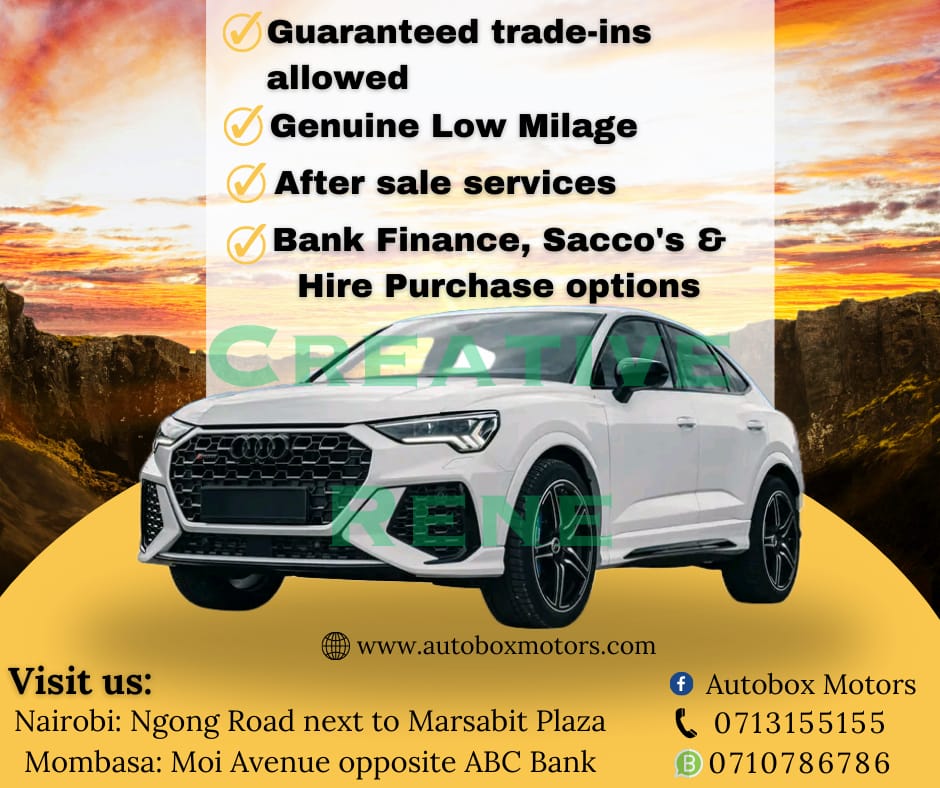 Guaranteed trade-ins
allowed
Genuine Low Milage
After sale services
Bank Finance, Sacco's &
Hire Purchase options
CREATIVE
RENE
www.autoboxmotors.com
Visit us:
Nairobi: Ngong Road next to Marsabit Plaza
Mombasa: Moi Avenue opposite ABC Bank
Autobox Motors
0713155155
0710786786